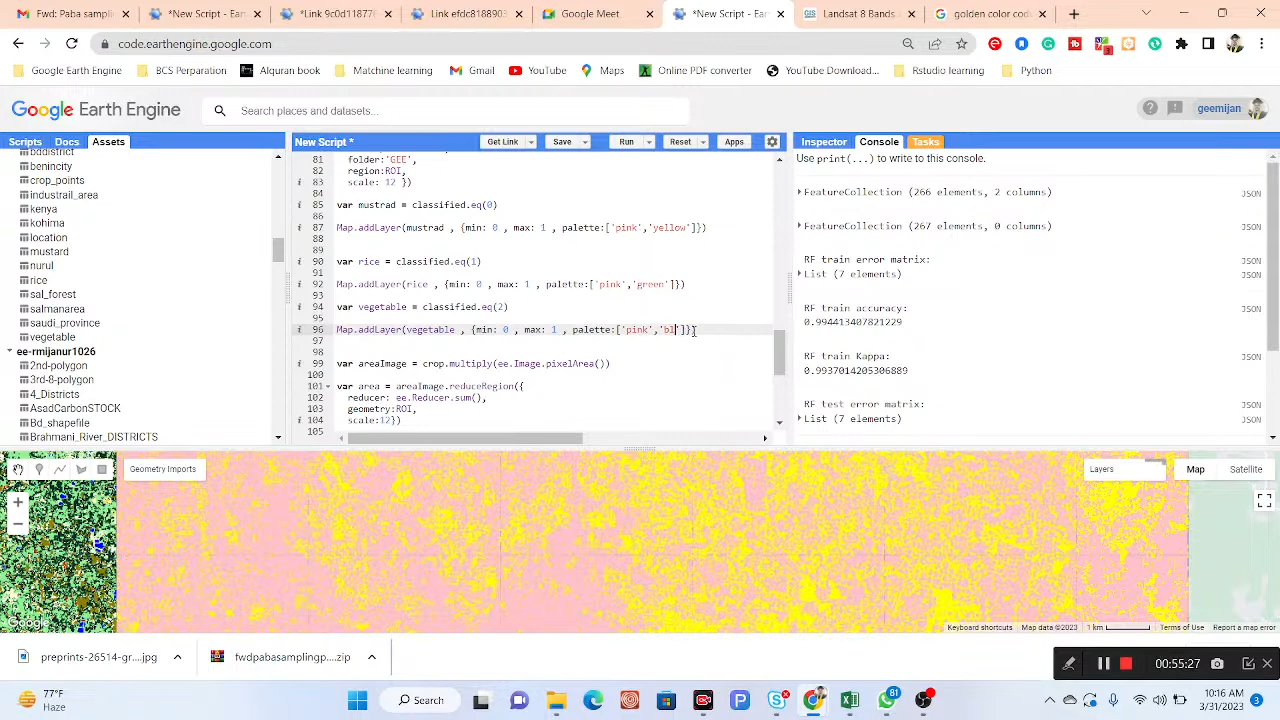 Fwd: Paba sam
*New Script - Ea
*Link 9c0d11877
Link efdc8188903
Google Meet
*New Script - Ear
Landsat 8 Bands
golden color cod
code.earthengine.google.com
Google Earth Engine
BCS Perparation
Alquran hadic
Matchine learning
Gmail
YouTube
Maps
Online PDF converter
YouTube Download...
Rstudio learning
Python
Google Earth Engine
Search places and datasets...
geemijan
Scripts
Docs
Assets
New Script *
Get Link
Save
Run
Reset
Apps
Inspector
Console
Tasks
bddistrict
benincity
crop_points
industrail_area
kenya
kohima
location
mustard
nurul
rice
sal_forest
salmanarea
saudi_province
vegetable
ee-rmijanur1026
2nd-polygon
3rd-8-polygon
4_Districts
AsadCarbonSTOCK
Bd_shapefile
Brahmani_River_DISTRICTS
81 folder:'GEE',
82 region:ROI,
i 83 scale: 12 })
84
i 85 var mustrad = classified.eq(0)
86
i 87 Map.addLayer(mustrad , {min: 0 , max: 1 , palette:['pink','yellow']})
88
89
i 90 var rice = classified.eq(1)
91
i 92 Map.addLayer(rice , {min: 0 , max: 1 , palette:['pink','green']})
93
i 94 var vegetable = classified.eq(2)
95
i 96 Map.addLayer(vegetable , {min: 0 , max: 1 , palette:['pink','bl']})
97
98
i 99 var areaImage = crop.multiply(ee.Image.pixelArea())
100
101 var area = areaImage.reduceRegion({
i 102 reducer: ee.Reducer.sum(),
103 geometry:ROI,
i 104 scale:12})
105
Use print(...) to write to this console.
FeatureCollection (266 elements, 2 columns)
JSON
FeatureCollection (267 elements, 0 columns)
JSON
RF train error matrix:
JSON
List (7 elements)
JSON
RF train accuracy:
JSON
0.994413407821229
RF train Kappa:
JSON
0.9937014205306889
RF test error matrix:
JSON
List (7 elements)
JSON
Geometry Imports
Layers
Map
Satellite
+
−
Google
Keyboard shortcuts
Map data ©2023
1 km
Terms of Use
Report a map error
preprints-26514-gr....jpg
fwdpabasamplingp....zip
00:55:27
77°F
Haze
Search
81
10:16 AM
3/31/2023
3